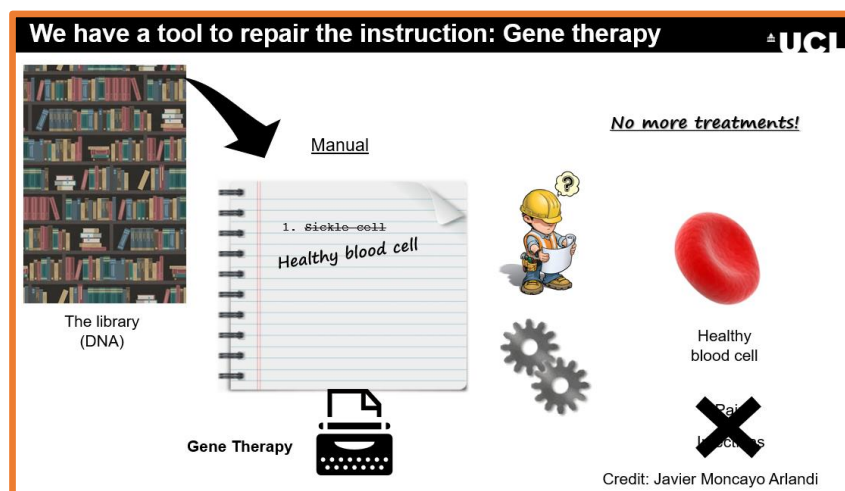 We have a tool to repair the instruction: Gene therapy
UCL
No more treatments!
Manual
1. Sickle cell
Healthy blood cell
?
The library
(DNA)
Healthy
blood cell
Gene Therapy
Credit: Javier Moncayo Arlandi